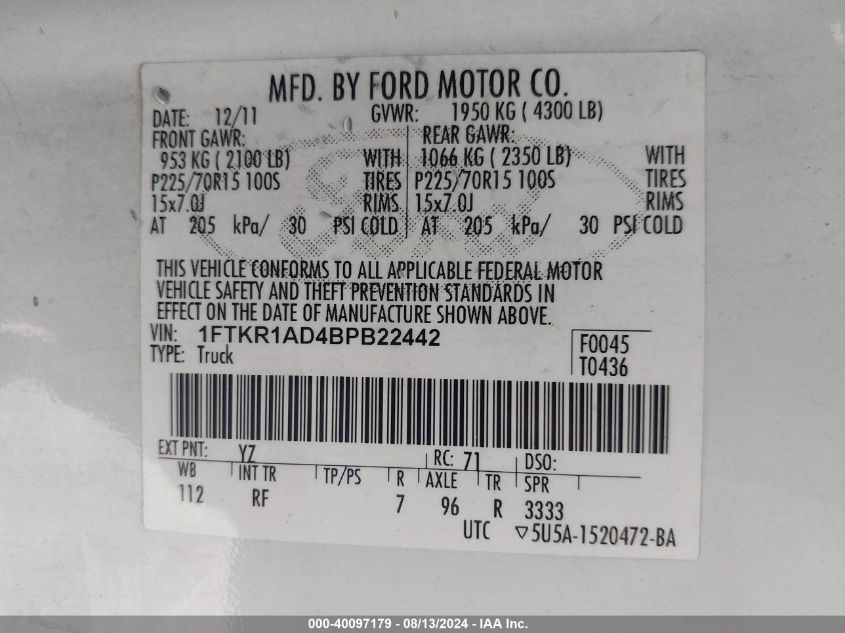 MFD. BY FORD MOTOR CO.
DATE: 12/11 GVWR: 1950 KG ( 4300 LB)
FRONT GAWR: REAR GAWR:
953 KG ( 2100 LB) WITH 1066 KG ( 2350 LB) WITH
P225/70R15 100S TIRES P225/70R15 100S TIRES
15x7.0J RIMS 15x7.0J RIMS
AT 205 kPa/ 30 PSI COLD AT 205 kPa/ 30 PSI COLD
THIS VEHICLE CONFORMS TO ALL APPLICABLE FEDERAL MOTOR
VEHICLE SAFETY AND THEFT PREVENTION STANDARDS IN
EFFECT ON THE DATE OF MANUFACTURE SHOWN ABOVE.
VIN: 1FTKR1AD4BPB22442 F0045
TYPE: Truck T0436
EXT PNT: YZ RC: 71 DSO:
WB INT TR TP/PS R AXLE TR SPR
112 RF 7 96 R 3333
UTC ▽5U5A-1520472-BA
000-40097179 - 08/13/2024 - IAA Inc.